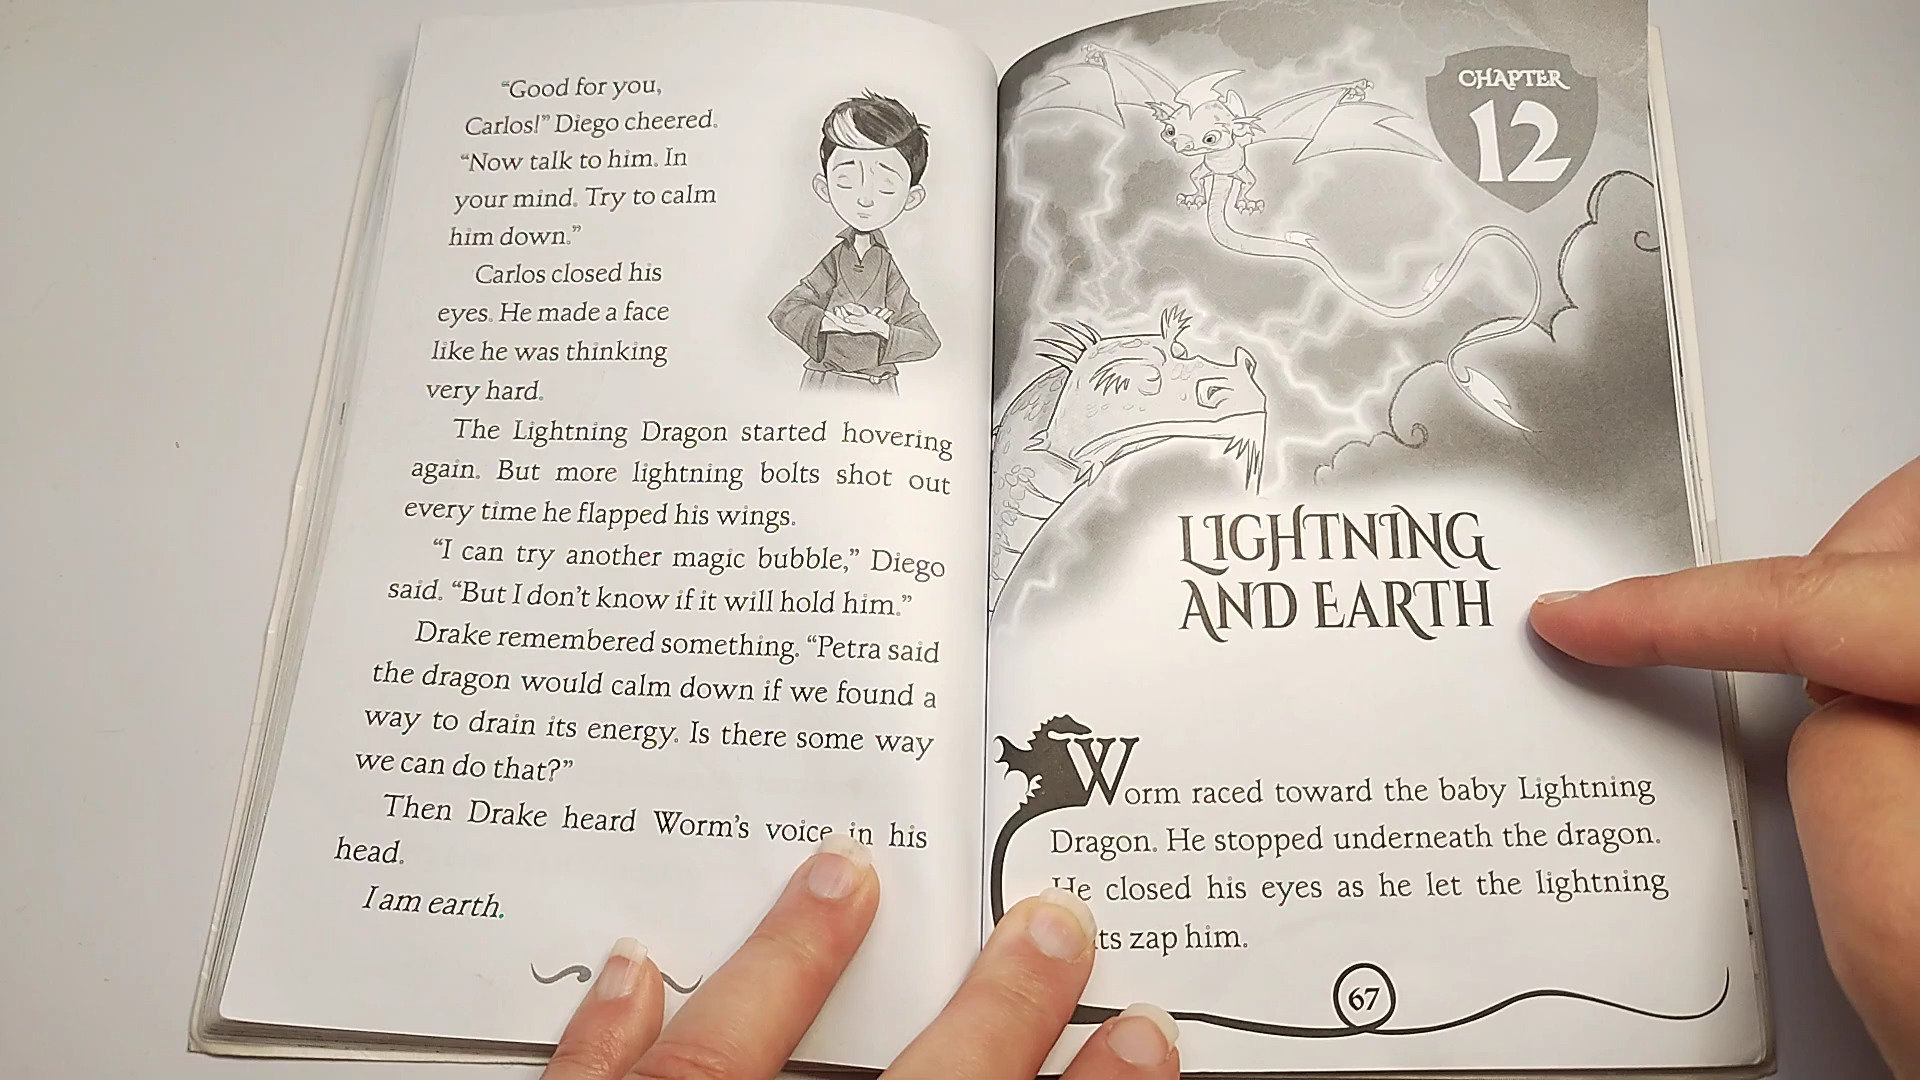 “Good for you,
Carlos!” Diego cheered.
“Now talk to him. In
your mind. Try to calm
him down.”
Carlos closed his
eyes. He made a face
like he was thinking
very hard.
The Lightning Dragon started hovering
again. But more lightning bolts shot out
every time he flapped his wings.
“I can try another magic bubble,” Diego
said. “But I don’t know if it will hold him.”
Drake remembered something. “Petra said
the dragon would calm down if we found a
way to drain its energy. Is there some way
we can do that?”
Then Drake heard Worm’s voice in his
head.
I am earth.
CHAPTER
12
LIGHTNING
AND EARTH
Worm raced toward the baby Lightning
Dragon. He stopped underneath the dragon.
He closed his eyes as he let the lightning
zap him.
67